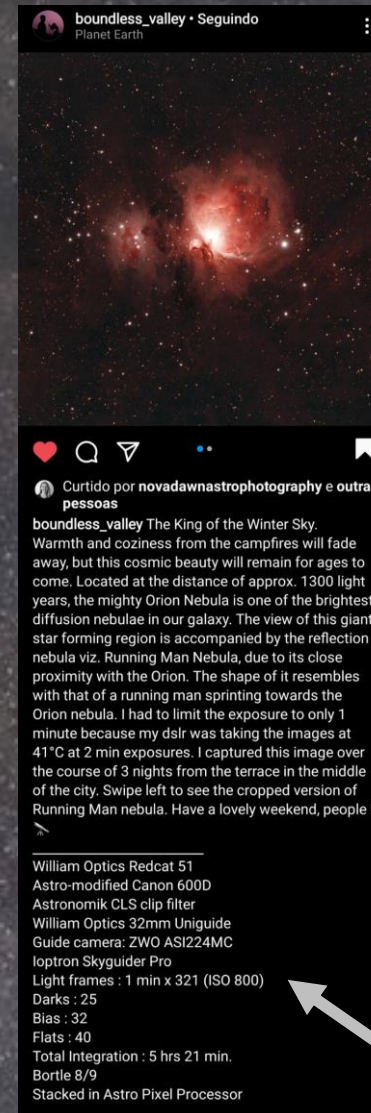 boundless_valley • Seguindo
Planet Earth
Curtido por novadawnastrophotography e outra
pessoas
boundless_valley The King of the Winter Sky.
Warmth and coziness from the campfires will fade
away, but this cosmic beauty will remain for ages to
come. Located at the distance of approx. 1300 light
years, the mighty Orion Nebula is one of the brightest
diffusion nebulae in our galaxy. The view of this giant
star forming region is accompanied by the reflection
nebula viz. Running Man Nebula, due to its close
proximity with the Orion. The shape of it resembles
with that of a running man sprinting towards the
Orion nebula. I had to limit the exposure to only 1
minute because my dslr was taking the images at
41°C at 2 min exposures. I captured this image over
the course of 3 nights from the terrace in the middle
of the city. Swipe left to see the cropped version of
Running Man nebula. Have a lovely weekend, people
William Optics Redcat 51
Astro-modified Canon 600D
Astronomik CLS clip filter
William Optics 32mm Uniguide
Guide camera: ZWO ASI224MC
Ioptron Skyguider Pro
Light frames : 1 min x 321 (ISO 800)
Darks : 25
Bias : 32
Flats : 40
Total Integration : 5 hrs 21 min.
Bortle 8/9
Stacked in Astro Pixel Processor